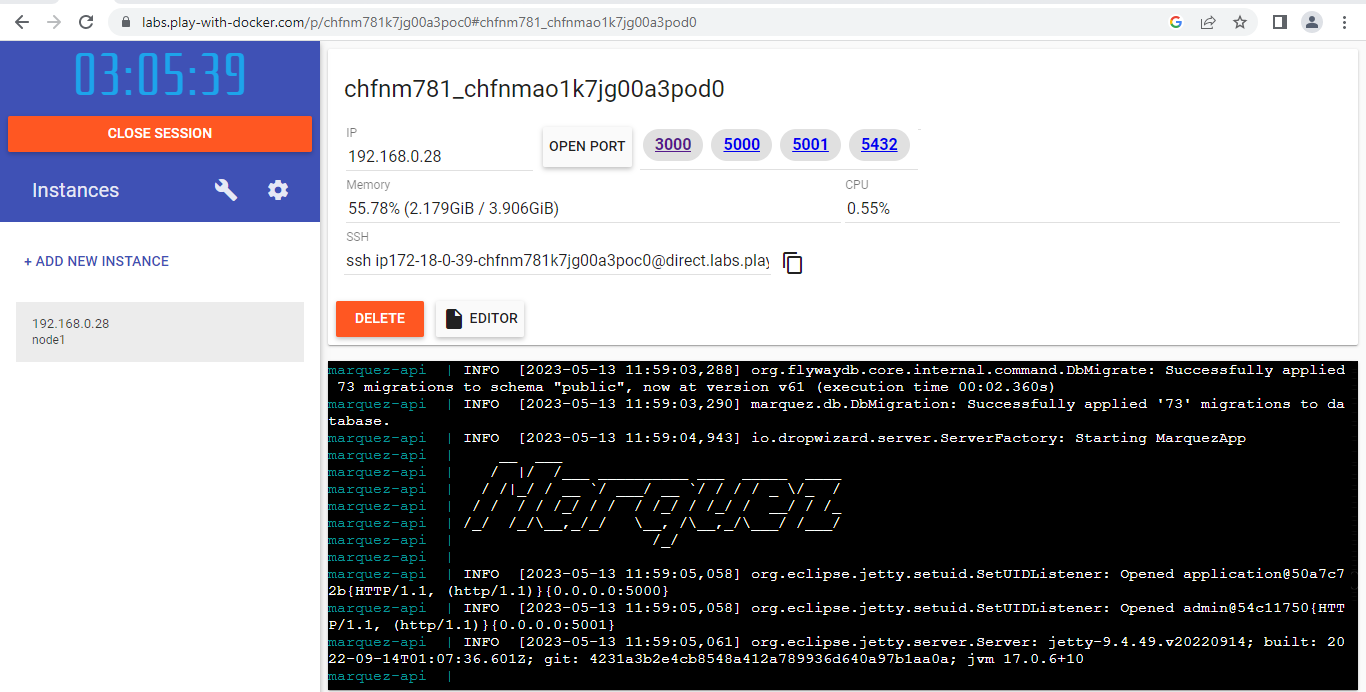 labs.play-with-docker.com/p/chfnm781k7jg00a3poc0#chfnm781_chfnmao1k7jg00a3pod0
03:05:39
CLOSE SESSION
Instances
+ ADD NEW INSTANCE
192.168.0.28
node1
chfnm781_chfnmao1k7jg00a3pod0
IP
192.168.0.28
OPEN PORT
3000
5000
5001
5432
Memory
55.78% (2.179GiB / 3.906GiB)
CPU
0.55%
SSH
ssh ip172-18-0-39-chfnm781k7jg00a3poc0@direct.labs.play
DELETE
EDITOR
marquez-api | INFO [2023-05-13 11:59:03,288] org.flywaydb.core.internal.command.DbMigrate: Successfully applied
73 migrations to schema "public", now at version v61 (execution time 00:02.360s)
marquez-api | INFO [2023-05-13 11:59:03,290] marquez.db.DbMigration: Successfully applied '73' migrations to da
tabase.
marquez-api | INFO [2023-05-13 11:59:04,943] io.dropwizard.server.ServerFactory: Starting MarquezApp
marquez-api |
marquez-api |
marquez-api |
marquez-api | Marquez
marquez-api |
marquez-api |
marquez-api |
marquez-api | INFO [2023-05-13 11:59:05,058] org.eclipse.jetty.setuid.SetUIDListener: Opened application@50a7c7
2b{HTTP/1.1, (http/1.1)}{0.0.0.0:5000}
marquez-api | INFO [2023-05-13 11:59:05,058] org.eclipse.jetty.setuid.SetUIDListener: Opened admin@54c11750{HTT
P/1.1, (http/1.1)}{0.0.0.0:5001}
marquez-api | INFO [2023-05-13 11:59:05,061] org.eclipse.jetty.server.Server: jetty-9.4.49.v20220914; built: 20
22-09-14T01:07:36.601Z; git: 4231a3b2e4cb8548a412a789936d640a97b1aa0a; jvm 17.0.6+10
marquez-api |